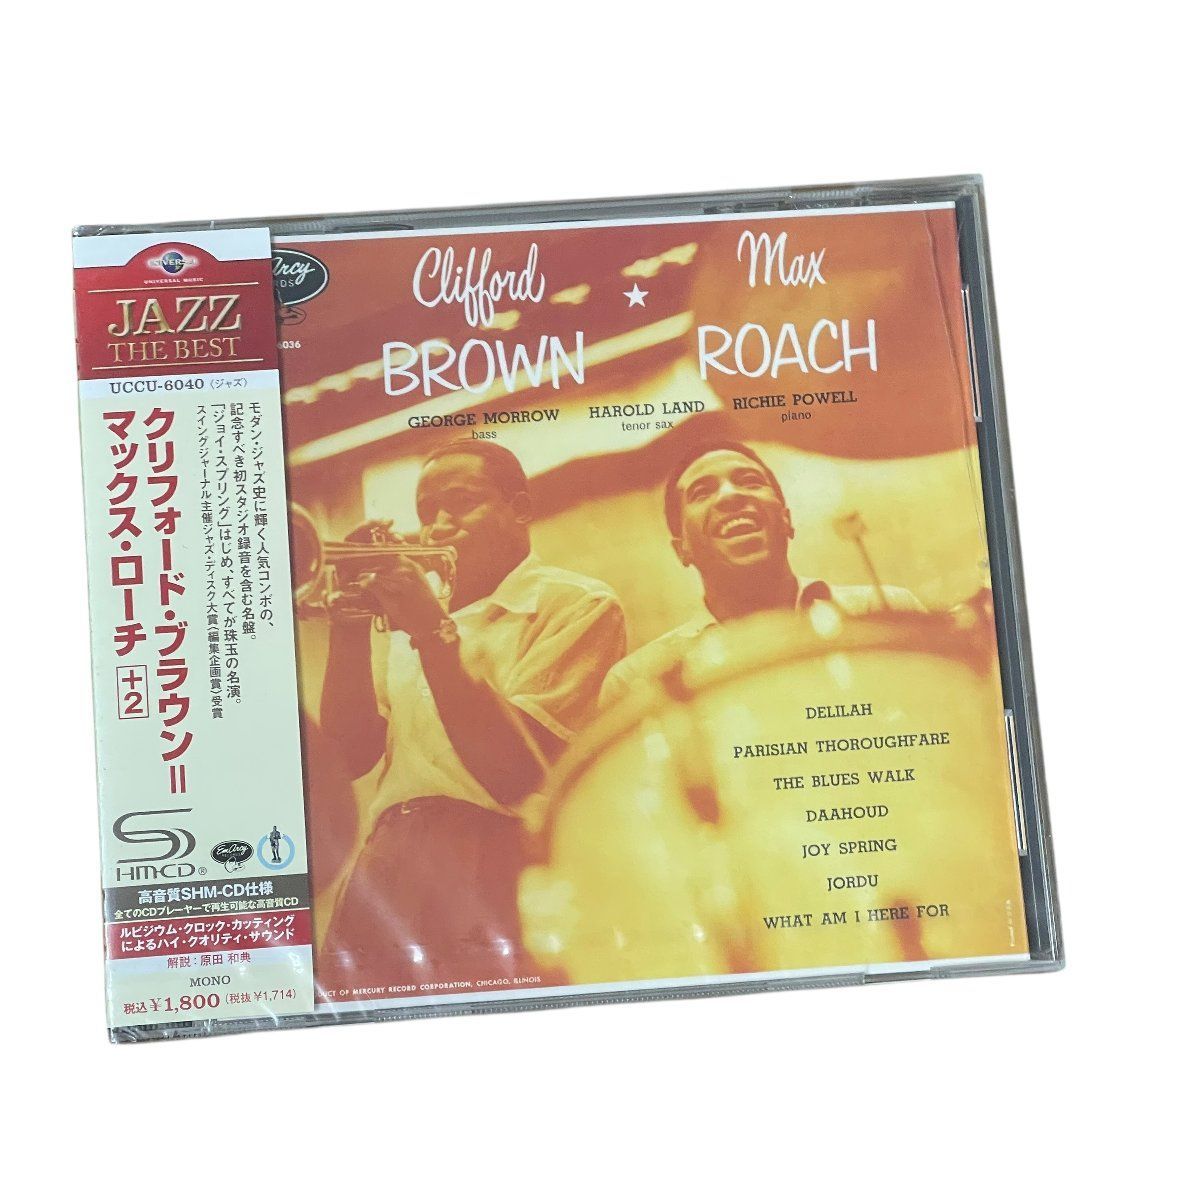 UNIVERSAL
UNIVERSAL MUSIC
JAZZ
THE BEST
UCCU-6040〈ジャズ〉
クリフォード・ブラウン=
マックス・ローチ+2
モダン・ジャズ史に輝く人気コンボの、
記念すべき初スタジオ録音を含む名盤。
「ジョイ・スプリング」はじめ、すべてが珠玉の名演。
スイングジャーナル主催ジャズ・ディスク大賞〈編集企画賞〉受賞
SHM-CD®
EmArcy
高音質SHM-CD仕様
全てのCDプレーヤーで再生可能な高音質CD
ルビジウム・クロック・カッティング
によるハイ・クオリティ・サウンド
解説:原田 和典
MONO
税込¥1,800(税抜¥1,714)
Arcy
RDS
6036
Clifford ★ Max
BROWN ROACH
GEORGE MORROW
bass
HAROLD LAND
tenor sax
RICHIE POWELL
piano
DELILAH
PARISIAN THOROUGHFARE
THE BLUES WALK
DAAHOUD
JOY SPRING
JORDU
WHAT AM I HERE FOR
DUCT OF MERCURY RECORD CORPORATION, CHICAGO, ILLINOIS